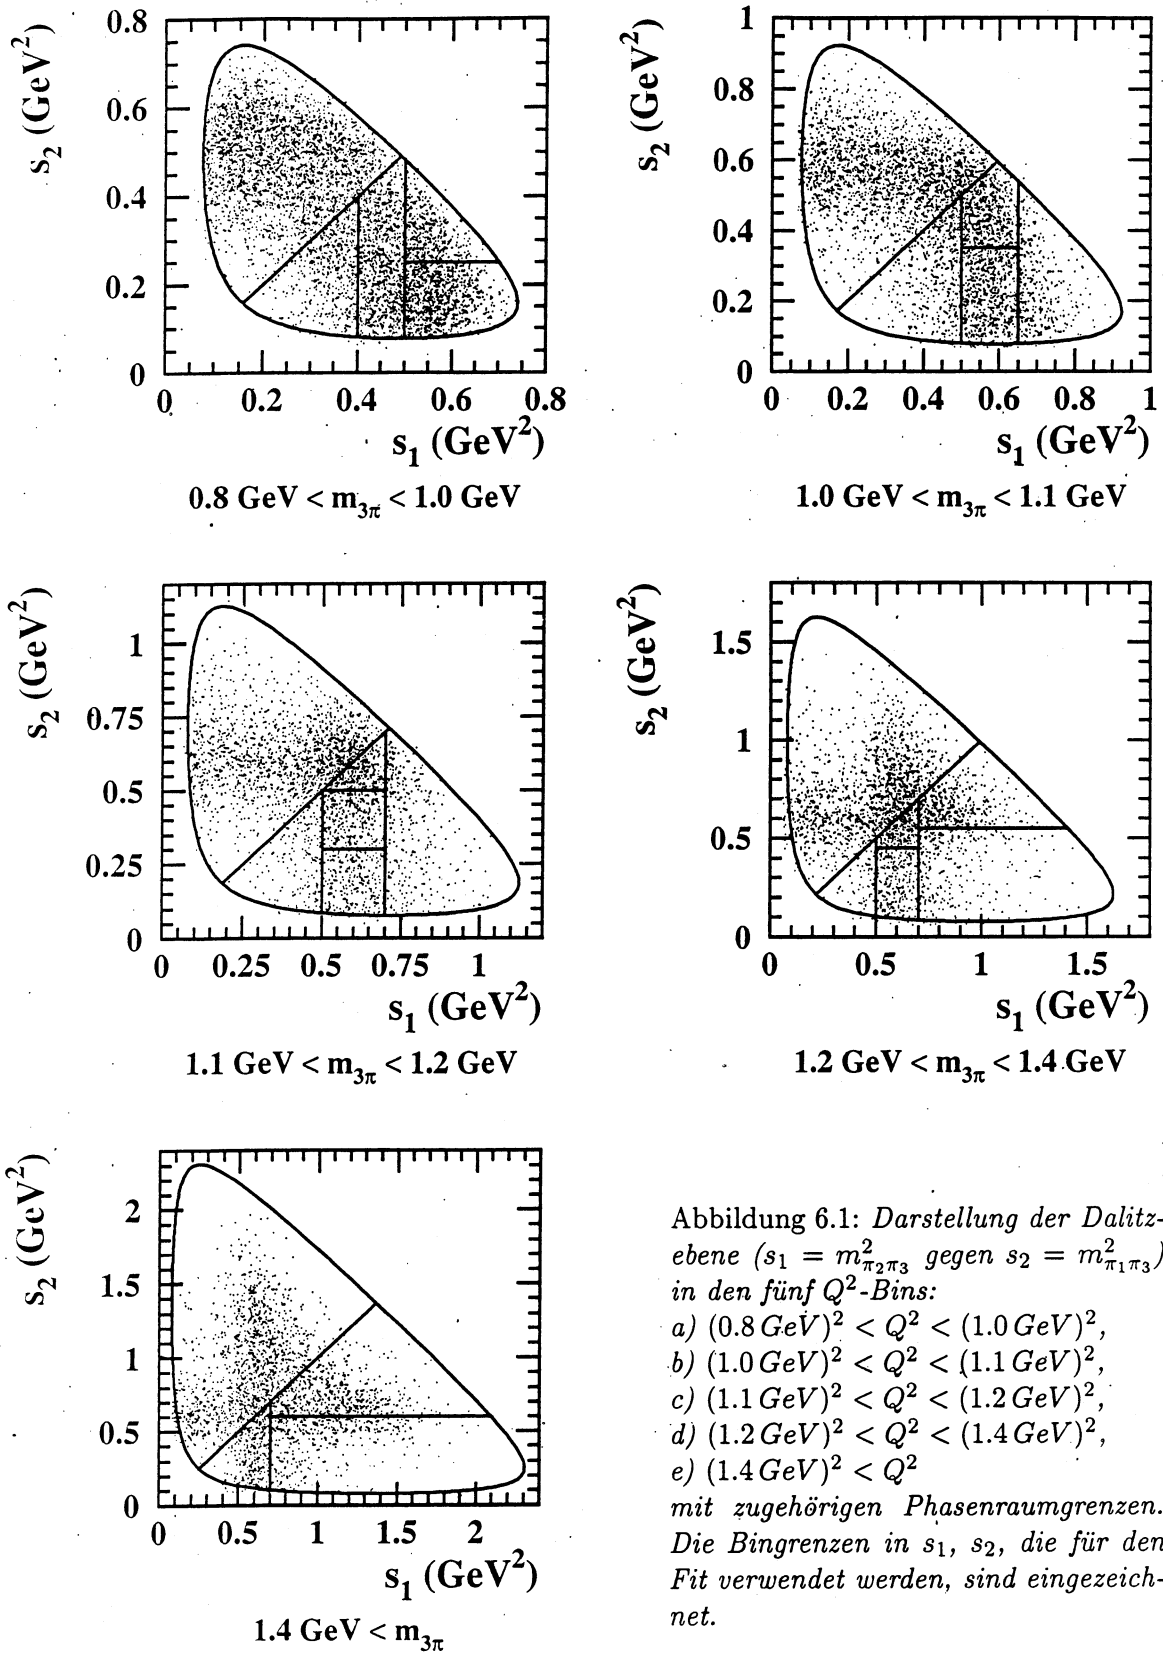 s₂ (GeV²)
0.8
0.6
0.4
0.2
0
0 0.2 0.4 0.6 0.8
s₁ (GeV²)
0.8 GeV < m₃π < 1.0 GeV
s₂ (GeV²)
1
0.8
0.6
0.4
0.2
0
0 0.2 0.4 0.6 0.8 1
s₁ (GeV²)
1.0 GeV < m₃π < 1.1 GeV
s₂ (GeV²)
1
0.75
0.5
0.25
0
0 0.25 0.5 0.75 1
s₁ (GeV²)
1.1 GeV < m₃π < 1.2 GeV
s₂ (GeV²)
1.5
1
0.5
0
0 0.5 1 1.5
s₁ (GeV²)
1.2 GeV < m₃π < 1.4 GeV
s₂ (GeV²)
2
1.5
1
0.5
0
0 0.5 1 1.5 2
s₁ (GeV²)
1.4 GeV < m₃π
Abbildung 6.1: Darstellung der Dalitz-
ebene (s₁ = m²π₂π₃ gegen s₂ = m²π₁π₃)
in den fünf Q²-Bins:
a) (0.8 GeV)² < Q² < (1.0 GeV)²,
b) (1.0 GeV)² < Q² < (1.1 GeV)²,
c) (1.1 GeV)² < Q² < (1.2 GeV)²,
d) (1.2 GeV)² < Q² < (1.4 GeV)²,
e) (1.4 GeV)² < Q²
mit zugehörigen Phasenraumgrenzen.
Die Bingrenzen in s₁, s₂, die für den
Fit verwendet werden, sind eingezeich-
net.